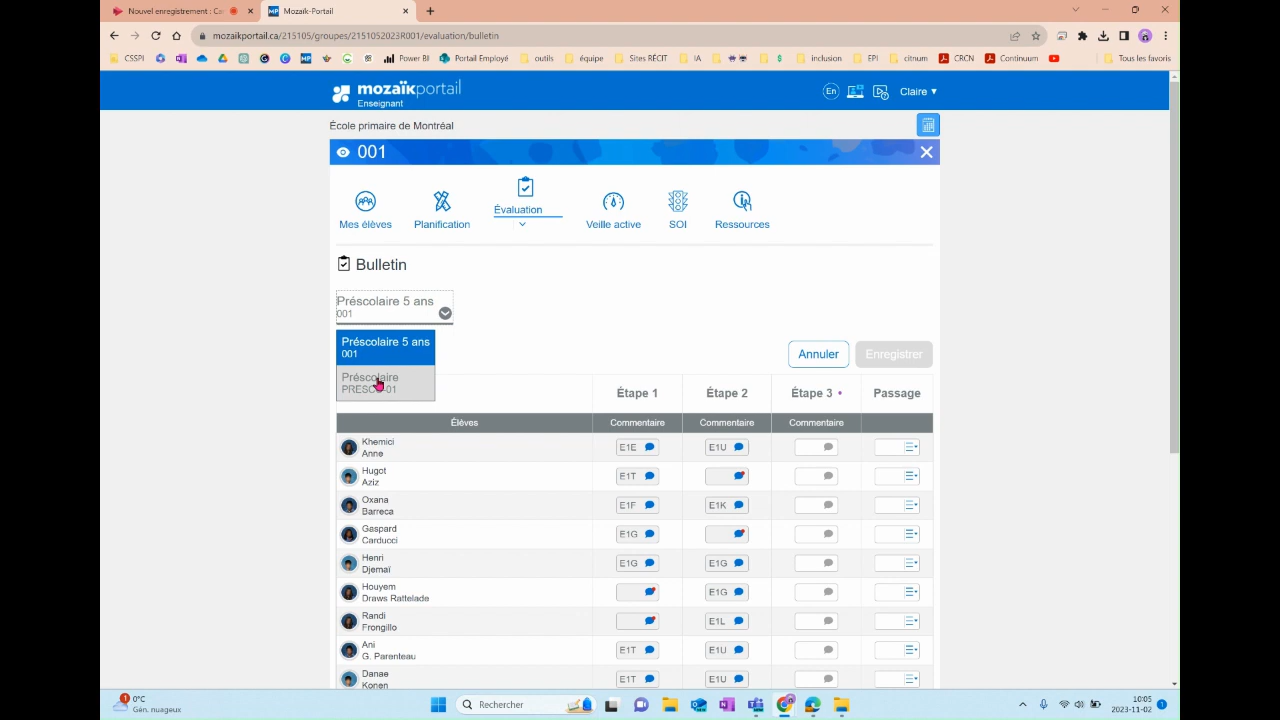 Nouvel enregistrement : Ca
Mozaïk-Portail
mozaikportail.ca/215105/groupes/2151052023R001/evaluation/bulletin
CSSPI
Power BI
Portail Employé
outils
équipe
Sites RÉCIT
IA
inclusion
EPI
citnum
CRCN
Continuum
Tous les favoris
mozaïkportail
Enseignant
En
Claire
École primaire de Montréal
001
Mes élèves
Planification
Évaluation
Veille active
SOI
Ressources
Bulletin
Préscolaire 5 ans
001
Préscolaire 5 ans
001
Préscolaire
Annuler
Enregistrer
Étape 1 Étape 2 Étape 3 Passage
Élèves Commentaire Commentaire Commentaire
Khemici
Anne E1E E1U
Hugot
Aziz E1T
Oxana
Barreca E1F E1K
Gaspard
Carducci E1G
Henri
Djemaï E1G E1G
Houyem
Draws Rattelade E1G
Randi
Frongillo E1L
Ani
G. Parenteau E1T E1U
Danae
Konen E1T E1U
1
0°C
Gén. nuageux
Rechercher
10:05
2023-11-02
1